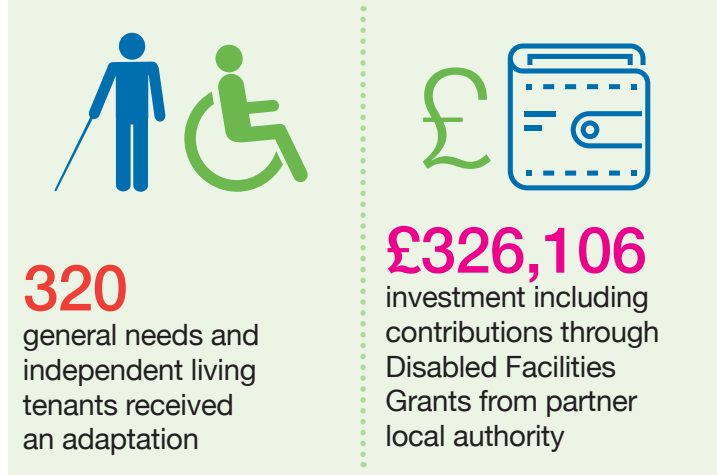 320
general needs and
independent living
tenants received
an adaptation
£
£326,106
investment including
contributions through
Disabled Facilities
Grants from partner
local authority